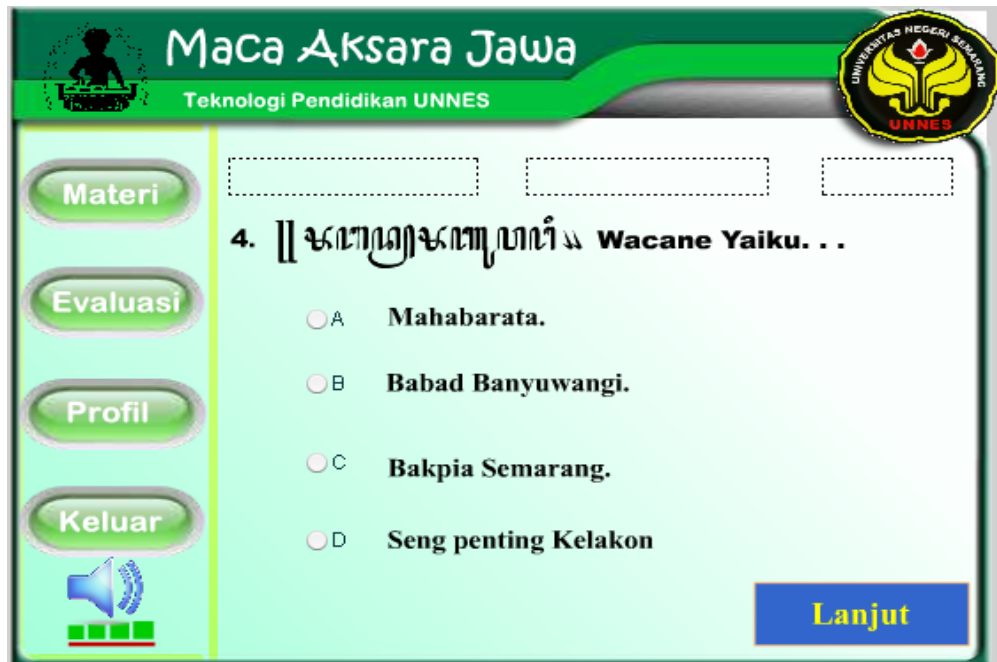 Maca Aksara Jawa
Teknologi Pendidikan UNNES
UNIVERSITAS NEGERI SEMARANG
UNNES
Materi
Evaluasi
Profil
Keluar
4. Wacane Yaiku. . .
A Mahabarata.
B Babad Banyuwangi.
C Bakpia Semarang.
D Seng penting Kelakon
Lanjut